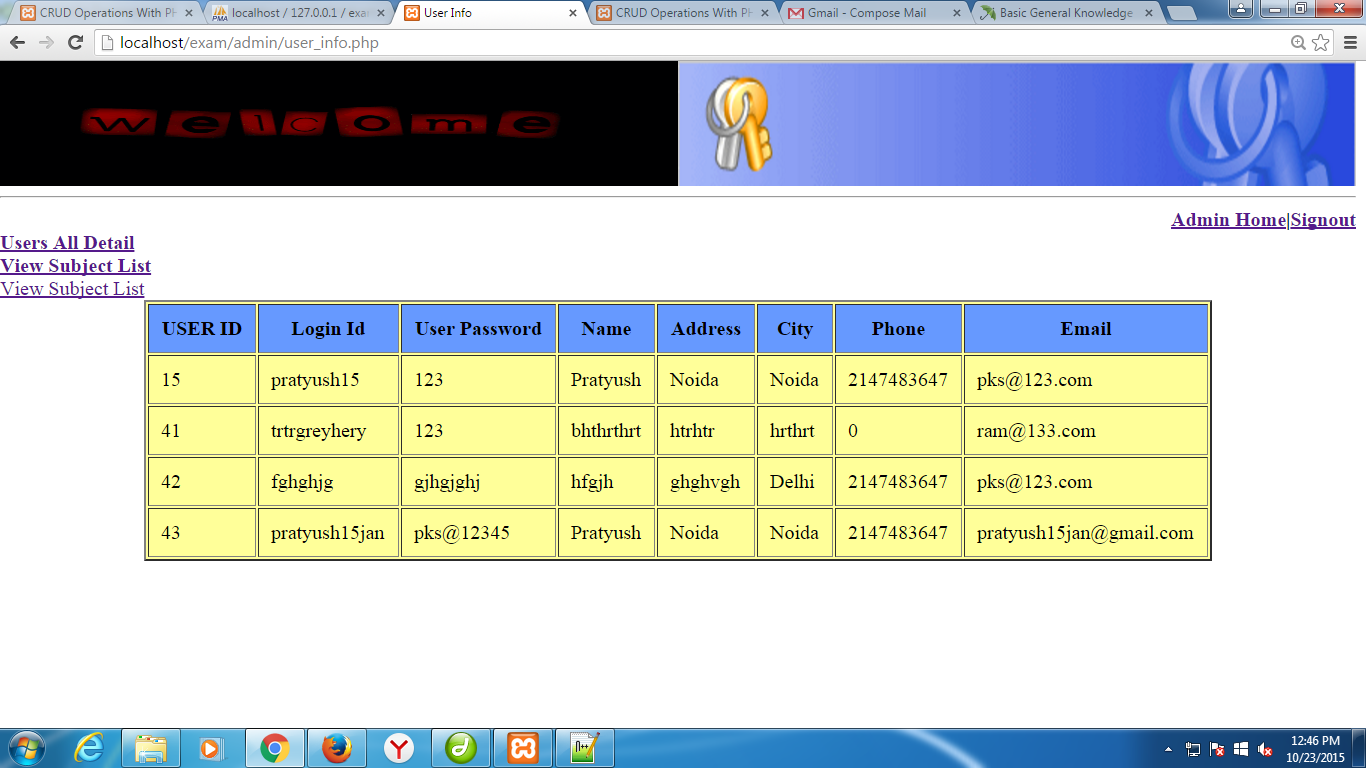 CRUD Operations With PH localhost / 127.0.0.1 / exa User Info CRUD Operations With PH Gmail - Compose Mail Basic General Knowledge
localhost/exam/admin/user_info.php
welcome
Admin Home|Signout
Users All Detail
View Subject List
View Subject List
USER ID Login Id User Password Name Address City Phone Email
15 pratyush15 123 Pratyush Noida Noida 2147483647 pks@123.com
41 trtrgreyhery 123 bhthrthrt htrhtr hrthrt 0 ram@133.com
42 fghghjg gjhgjghj hfgjh ghghvgh Delhi 2147483647 pks@123.com
43 pratyush15jan pks@12345 Pratyush Noida Noida 2147483647 pratyush15jan@gmail.com
12:46 PM
10/23/2015